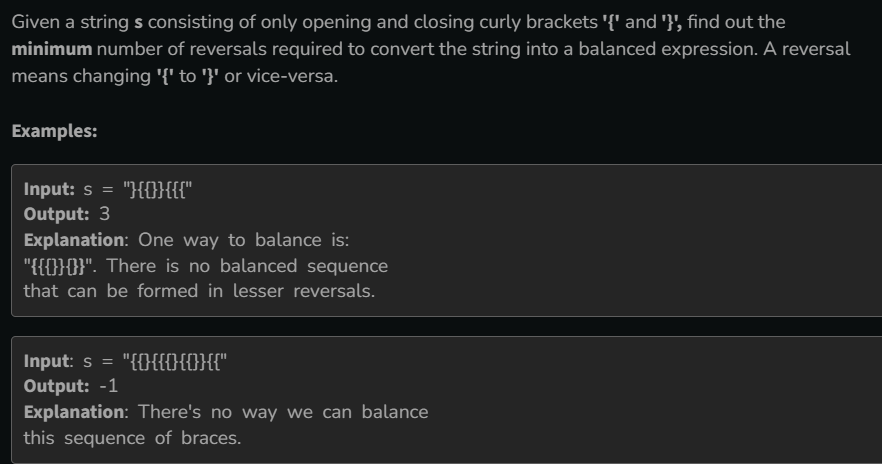 Given a string s consisting of only opening and closing curly brackets '{' and '}', find out the
minimum number of reversals required to convert the string into a balanced expression. A reversal
means changing '{' to '}' or vice-versa.
Examples:
Input: s = "}{{}}{{{"
Output: 3
Explanation: One way to balance is:
"{{{}}{}}". There is no balanced sequence
that can be formed in lesser reversals.
Input: s = "{{}{{{}{{}}{{"
Output: -1
Explanation: There's no way we can balance
this sequence of braces.